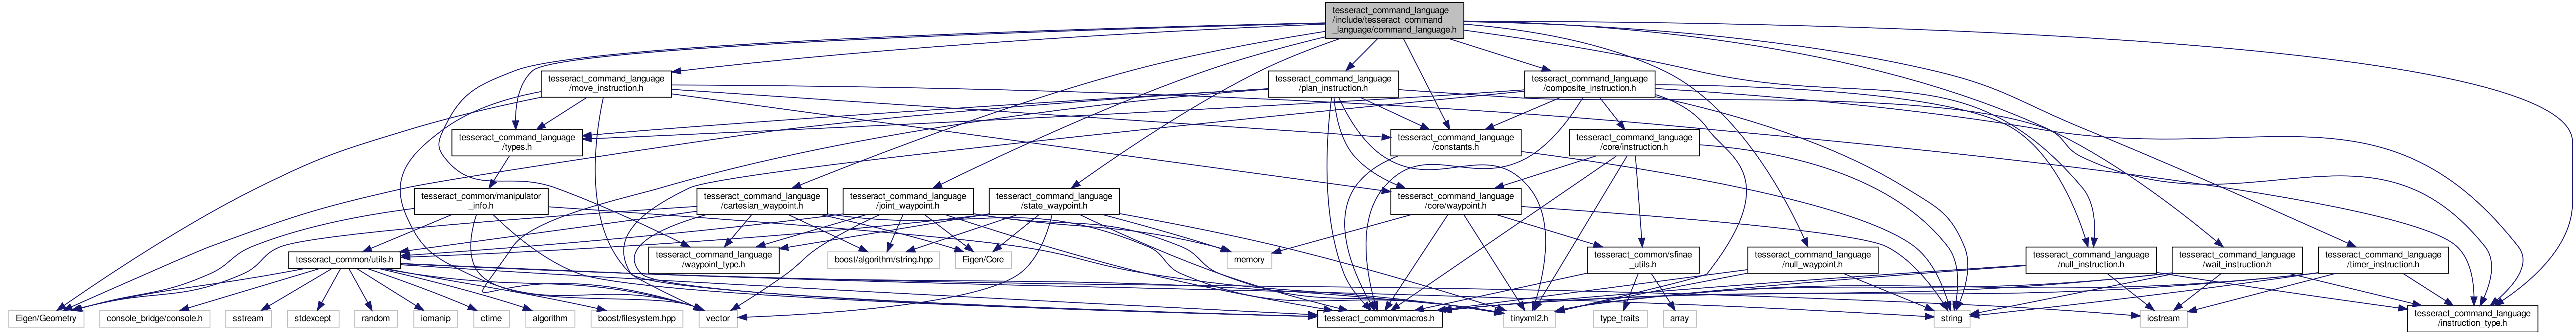 tesseract_command_language
/include/tesseract_command
_language/command_language.h
tesseract_command_language
/move_instruction.h
tesseract_command_language
/plan_instruction.h
tesseract_command_language
/composite_instruction.h
tesseract_command_language
/types.h
tesseract_command_language
/constants.h
tesseract_command_language
/core/instruction.h
tesseract_common/manipulator
_info.h
tesseract_command_language
/cartesian_waypoint.h
tesseract_command_language
/joint_waypoint.h
tesseract_command_language
/state_waypoint.h
tesseract_command_language
/core/waypoint.h
tesseract_common/utils.h
tesseract_command_language
/waypoint_type.h
boost/algorithm/string.hpp
Eigen/Core
memory
tesseract_common/sfinae
_utils.h
tesseract_command_language
/null_waypoint.h
tesseract_command_language
/null_instruction.h
tesseract_command_language
/wait_instruction.h
tesseract_command_language
/timer_instruction.h
Eigen/Geometry
console_bridge/console.h
sstream
stdexcept
random
iomanip
ctime
algorithm
boost/filesystem.hpp
vector
tesseract_common/macros.h
tinyxml2.h
type_traits
array
string
iostream
tesseract_command_language
/instruction_type.h